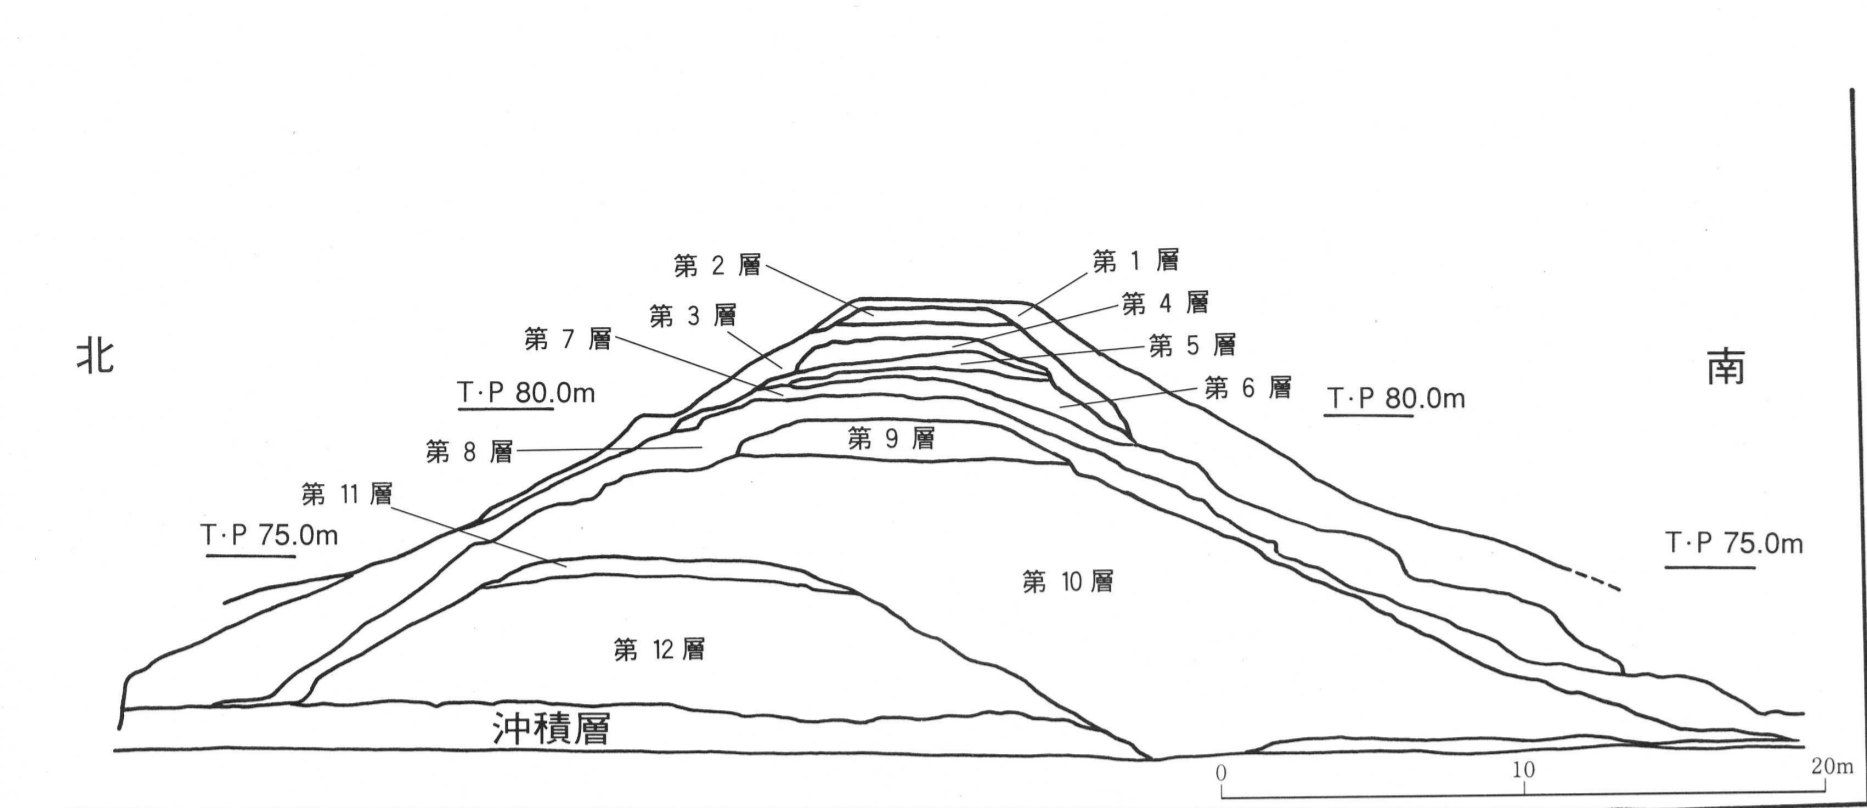 第 2 層
第 1 層
第 3 層
第 4 層
第 7 層
第 5 層
北
南
T·P 80.0m
第 6 層
T·P 80.0m
第 8 層
第 9 層
第 11 層
T·P 75.0m
T·P 75.0m
第 10 層
第 12 層
沖積層
0
10
20m